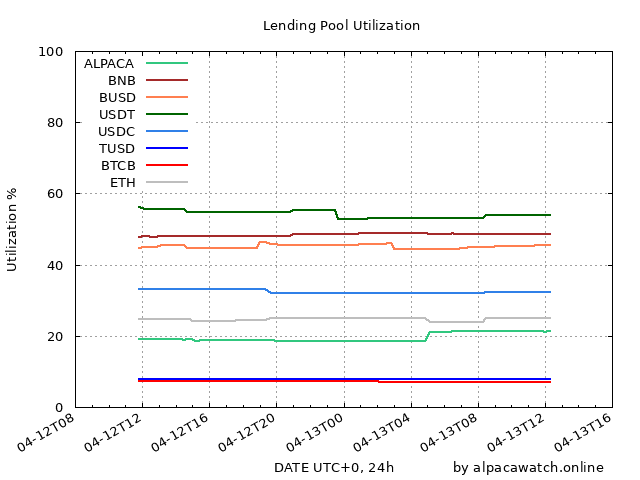 Lending Pool Utilization
100
80
60
40
20
0
Utilization %
ALPACA
BNB
BUSD
USDT
USDC
TUSD
BTCB
ETH
04-12T08
04-12T12
04-12T16
04-12T20
04-13T00
04-13T04
04-13T08
04-13T12
04-13T16
DATE UTC+0, 24h
by alpacawatch.online